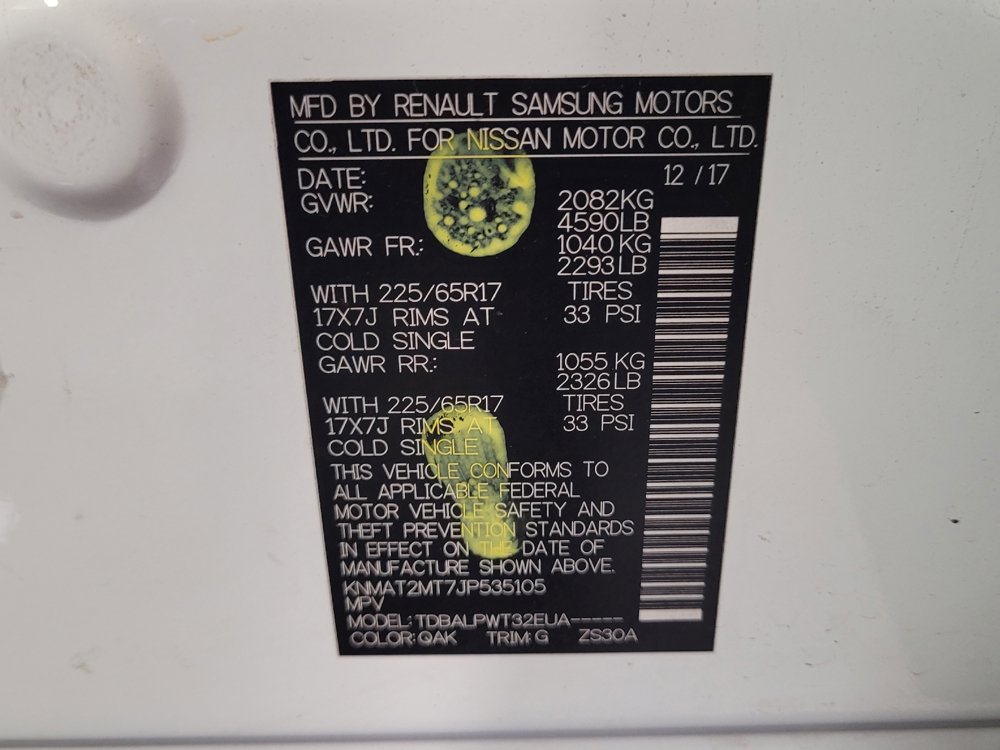 MFD BY RENAULT SAMSUNG MOTORS
CO., LTD. FOR NISSAN MOTOR CO., LTD.
DATE: 12 / 17
GVWR: 2082KG
4590LB
GAWR FR.: 1040 KG
2293 LB
WITH 225/65R17 TIRES
17X7J RIMS AT 33 PSI
COLD SINGLE
GAWR RR.: 1055 KG
2326 LB
WITH 225/65R17 TIRES
17X7J RIMS AT 33 PSI
COLD SINGLE
THIS VEHICLE CONFORMS TO
ALL APPLICABLE FEDERAL
MOTOR VEHICLE SAFETY AND
THEFT PREVENTION STANDARDS
IN EFFECT ON THE DATE OF
MANUFACTURE SHOWN ABOVE.
KNMAT2MT7JP535105
MPV
MODEL: TDBALPWT32EUA-----
COLOR: QAK TRIM: G ZS30A